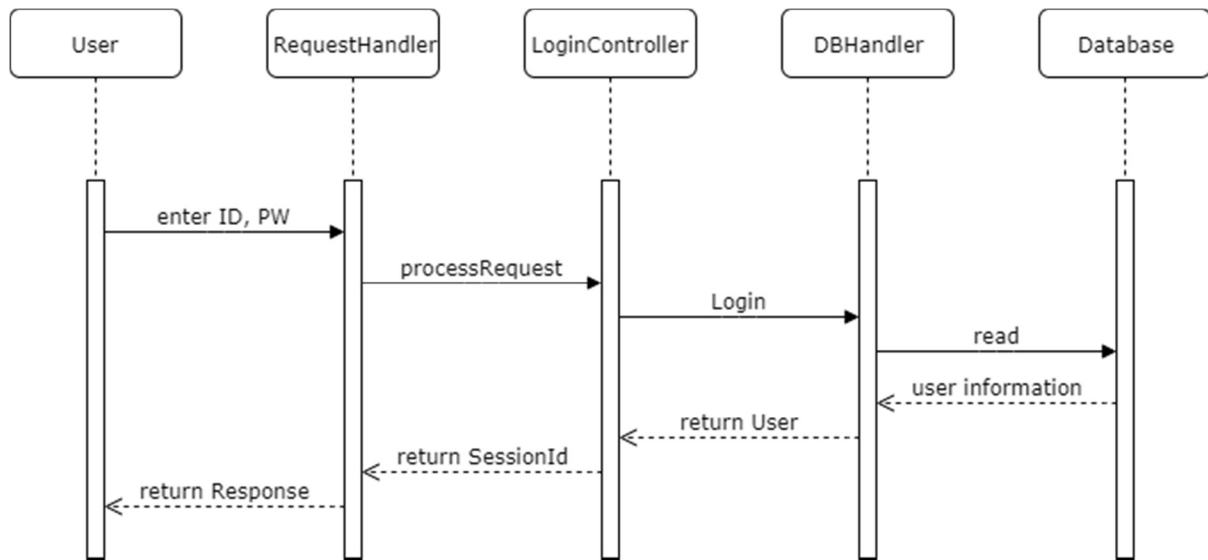 User
RequestHandler
LoginController
DBHandler
Database
enter ID, PW
processRequest
Login
read
user information
return User
return SessionId
return Response